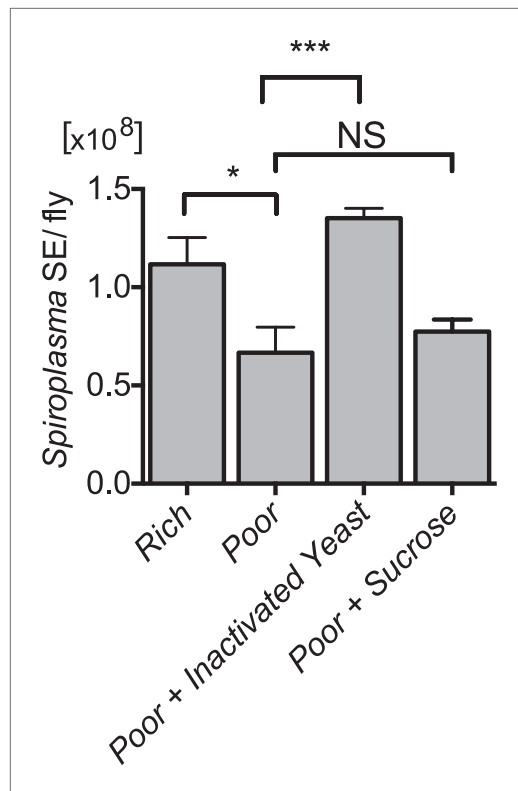 ***
[x10⁸]
NS
*
Spiroplasma SE/ fly
1.5
1.0
0.5
0.0
Rich
Poor
Poor + Inactivated Yeast
Poor + Sucrose